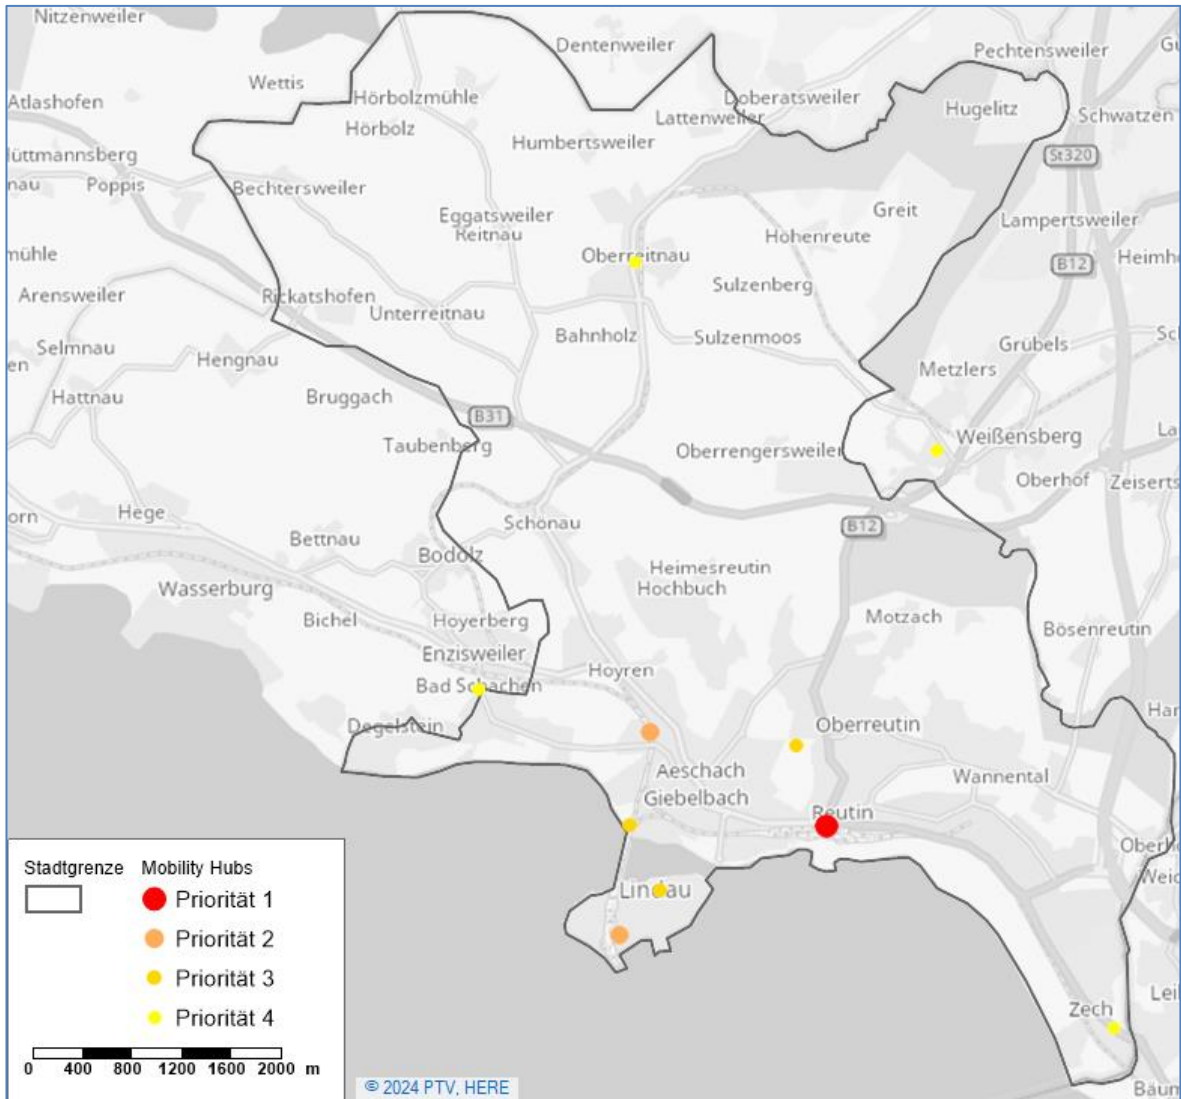 Nitzenweiler
Dentenweiler
Pechtensweiler
Wettis
Atlashofen
Hörbolzmühle
Doberatsweiler
Hugelitz
Lattenweiler
Schwatzen
Hörbolz
Humbertsweiler
St320
Poppis
Bechtersweiler
Eggatsweiler
Reitnau
Greit
Lampertsweiler
Höhenreute
Oberreitnau
B12
Arensweiler
Rickatshofen
Sulzenberg
Unterreitnau
Bahnholz
Sulzenmoos
Selmnau
Hengnau
Grübels
Metzlers
Hattnau
Bruggach
B31
Taubenberg
Oberrengersweiler
Weißensberg
Oberhof
Hege
Schönau
B12
Bettnau
Bodolz
Heimesreutin
Hochbuch
Wasserburg
Bichel
Hoyerberg
Motzach
Bösenreutin
Enzisweiler
Hoyren
Bad Schachen
Degelstein
Oberreutin
Aeschach
Giebelbach
Wannental
Reutin
Lindau
Zech
Stadtgrenze Mobility Hubs
Priorität 1
Priorität 2
Priorität 3
Priorität 4
0 400 800 1200 1600 2000 m
© 2024 PTV, HERE